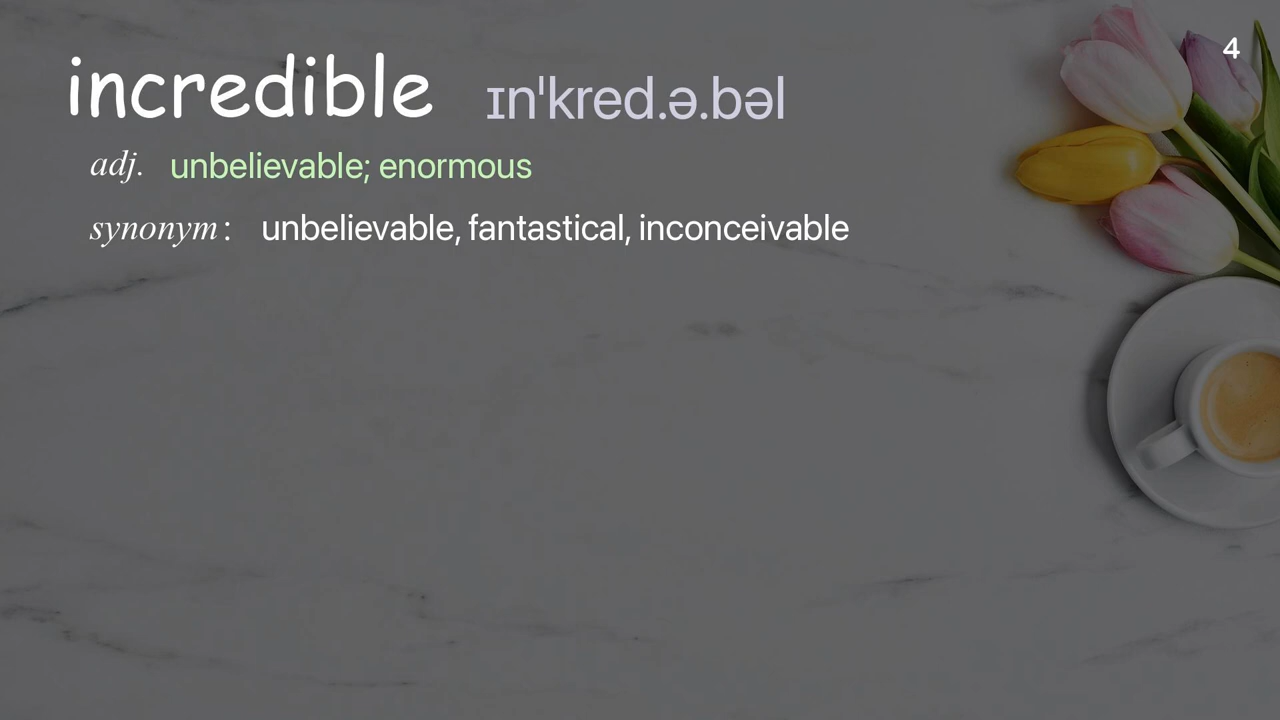 4
incredible ɪnˈkred.ə.bəl
adj. unbelievable; enormous
synonym: unbelievable, fantastical, inconceivable